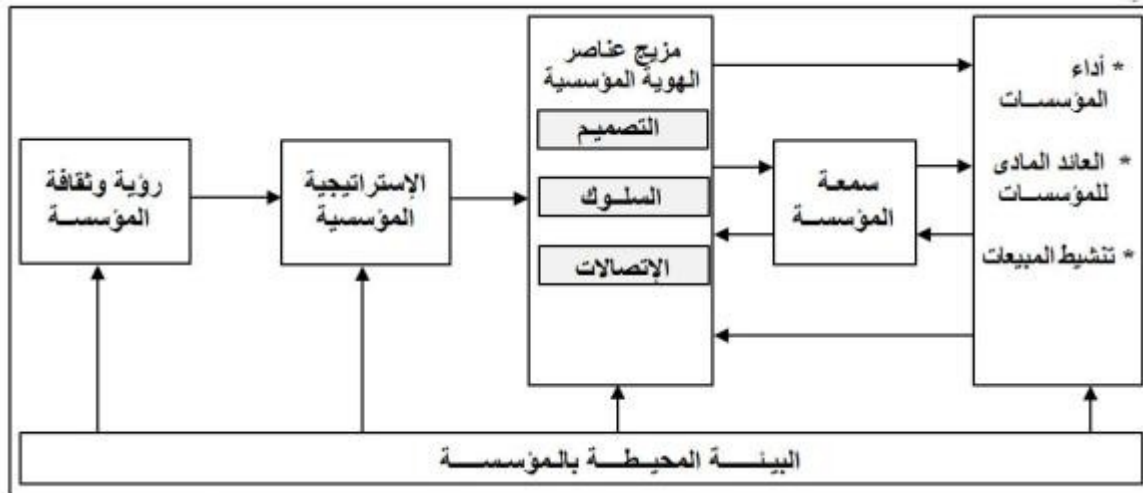 مزيج عناصر
الهوية المؤسسية
التصميم
السلوك
الإتصالات
* أداء
المؤسسات
* العائد المادى
للمؤسسات
* تنشيط المبيعات
سمعة
المؤسسة
الإستراتيجية
المؤسسية
رؤية وثقافة
المؤسسة
البيئة المحيطة بالمؤسسة